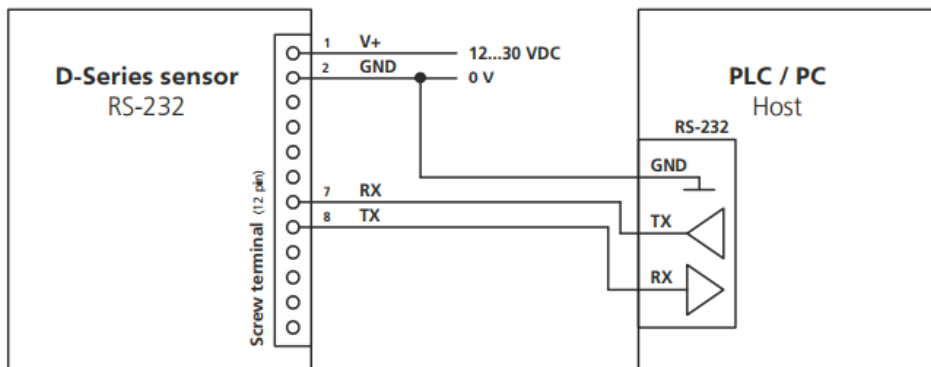 D-Series sensor
RS-232
Screw terminal (12 pin)
1 V+ 12...30 VDC
2 GND 0 V
7 RX
8 TX
PLC / PC
Host
RS-232
GND
TX
RX